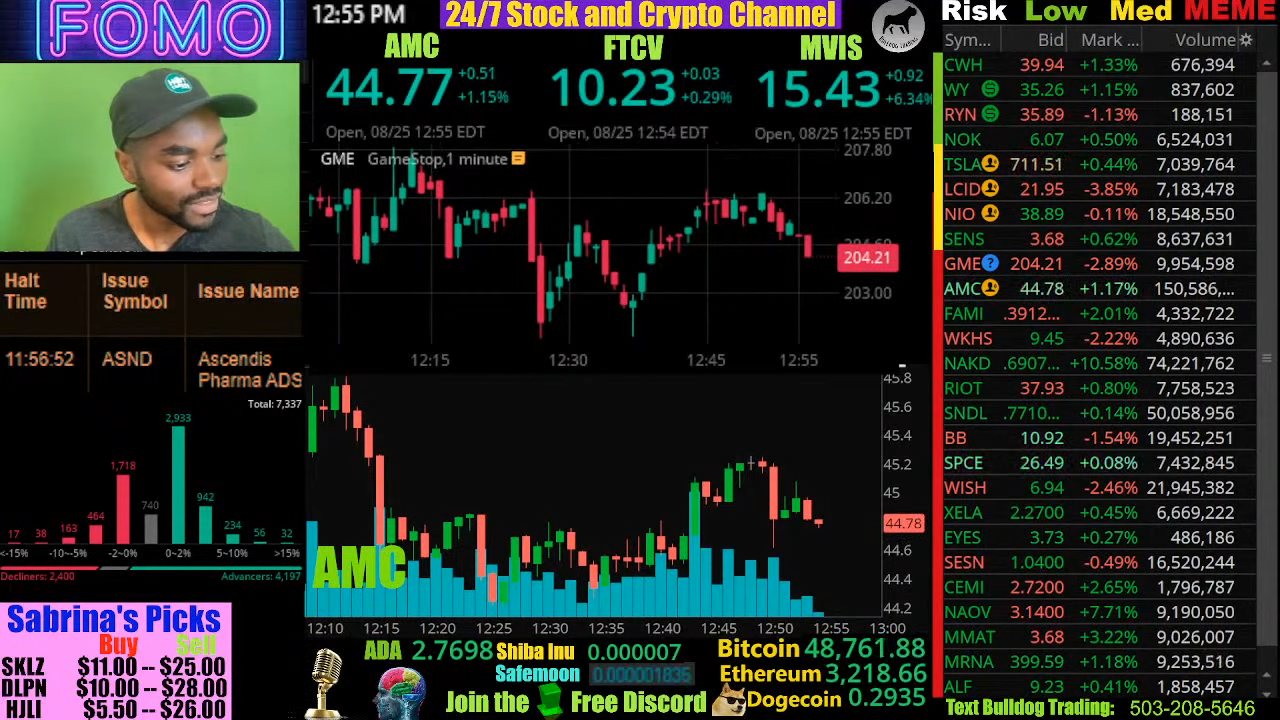 FOMO
12:55 PM
24/7 Stock and Crypto Channel
BULLDOG TRADING
Risk Low Med MEME
AMC FTCV MVIS
44.77 +0.51 +1.15%
10.23 +0.03 +0.29%
15.43 +0.92 +6.34%
Open, 08/25 12:55 EDT Open, 08/25 12:54 EDT Open, 08/25 12:55 EDT
GME GameStop,1 minute
207.80
206.20
204.60
204.21
203.00
12:15 12:30 12:45 12:55
Halt Time Issue Symbol Issue Name
11:56:52 ASND Ascendis Pharma ADS
Total: 7,337
17 38 163 464 1,718 740 2,933 942 234 56 32
<-15% -10~-5% -2~0% 0~2% 5~10% >15%
Decliners: 2,400 Advancers: 4,197
45.8
45.6
45.4
45.2
45
44.78
44.6
44.4
44.2
AMC
12:10 12:15 12:20 12:25 12:30 12:35 12:40 12:45 12:50 12:55 13:00
Sabrina's Picks
Buy Sell
SKLZ $11.00 -- $25.00
DLPN $10.00 -- $28.00
HJLI $5.50 -- $26.00
ADA 2.7698 Shiba Inu 0.000007
Safemoon 0.000001836
Join the Free Discord
Bitcoin 48,761.88
Ethereum 3,218.66
Dogecoin 0.2935
Sym... Bid Mark ... Volume
CWH 39.94 +1.33% 676,394
WY 35.26 +1.15% 837,602
RYN 35.89 -1.13% 188,151
NOK 6.07 +0.50% 6,524,031
TSLA 711.51 +0.44% 7,039,764
LCID 21.95 -3.85% 7,183,478
NIO 38.89 -0.11% 18,548,550
SENS 3.68 +0.62% 8,637,631
GME 204.21 -2.89% 9,954,598
AMC 44.78 +1.17% 150,586,...
FAMI .3912... +2.01% 4,332,722
WKHS 9.45 -2.22% 4,890,636
NAKD .6907... +10.58% 74,221,762
RIOT 37.93 +0.80% 7,758,523
SNDL .7710... +0.14% 50,058,956
BB 10.92 -1.54% 19,452,251
SPCE 26.49 +0.08% 7,432,845
WISH 6.94 -2.46% 21,945,382
XELA 2.2700 +0.45% 6,669,222
EYES 3.73 +0.27% 486,186
SESN 1.0400 -0.49% 16,520,244
CEMI 2.7200 +2.65% 1,796,787
NAOV 3.1400 +7.71% 9,190,050
MMAT 3.68 +3.22% 9,026,007
MRNA 399.59 +1.18% 9,253,516
ALF 9.23 +0.41% 1,858,457
Text Bulldog Trading: 503-208-5646